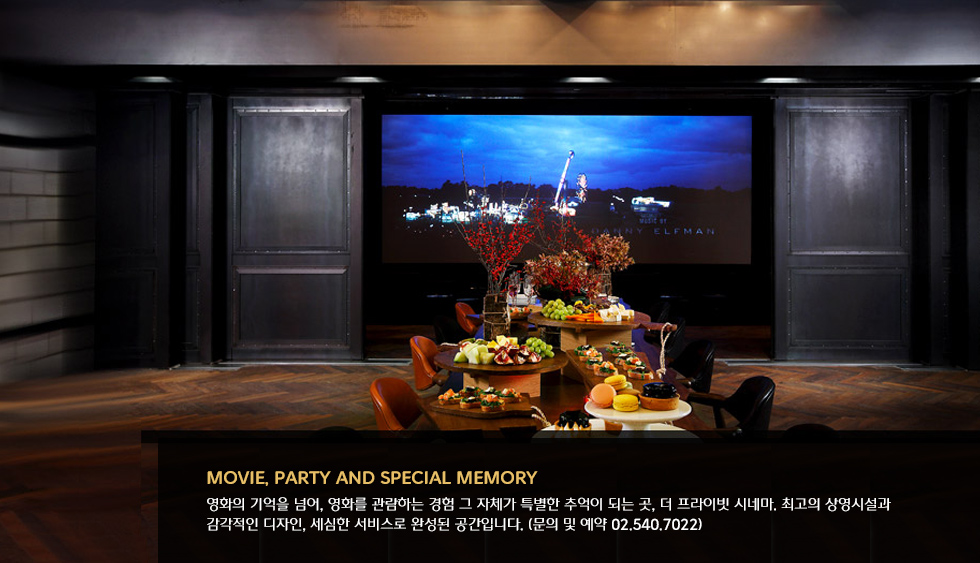 MUSIC BY
DANNY ELFMAN
MOVIE, PARTY AND SPECIAL MEMORY
영화의 기억을 넘어, 영화를 관람하는 경험 그 자체가 특별한 추억이 되는 곳, 더 프라이빗 시네마. 최고의 상영시설과
감각적인 디자인, 세심한 서비스로 완성된 공간입니다. (문의 및 예약 02.540.7022)